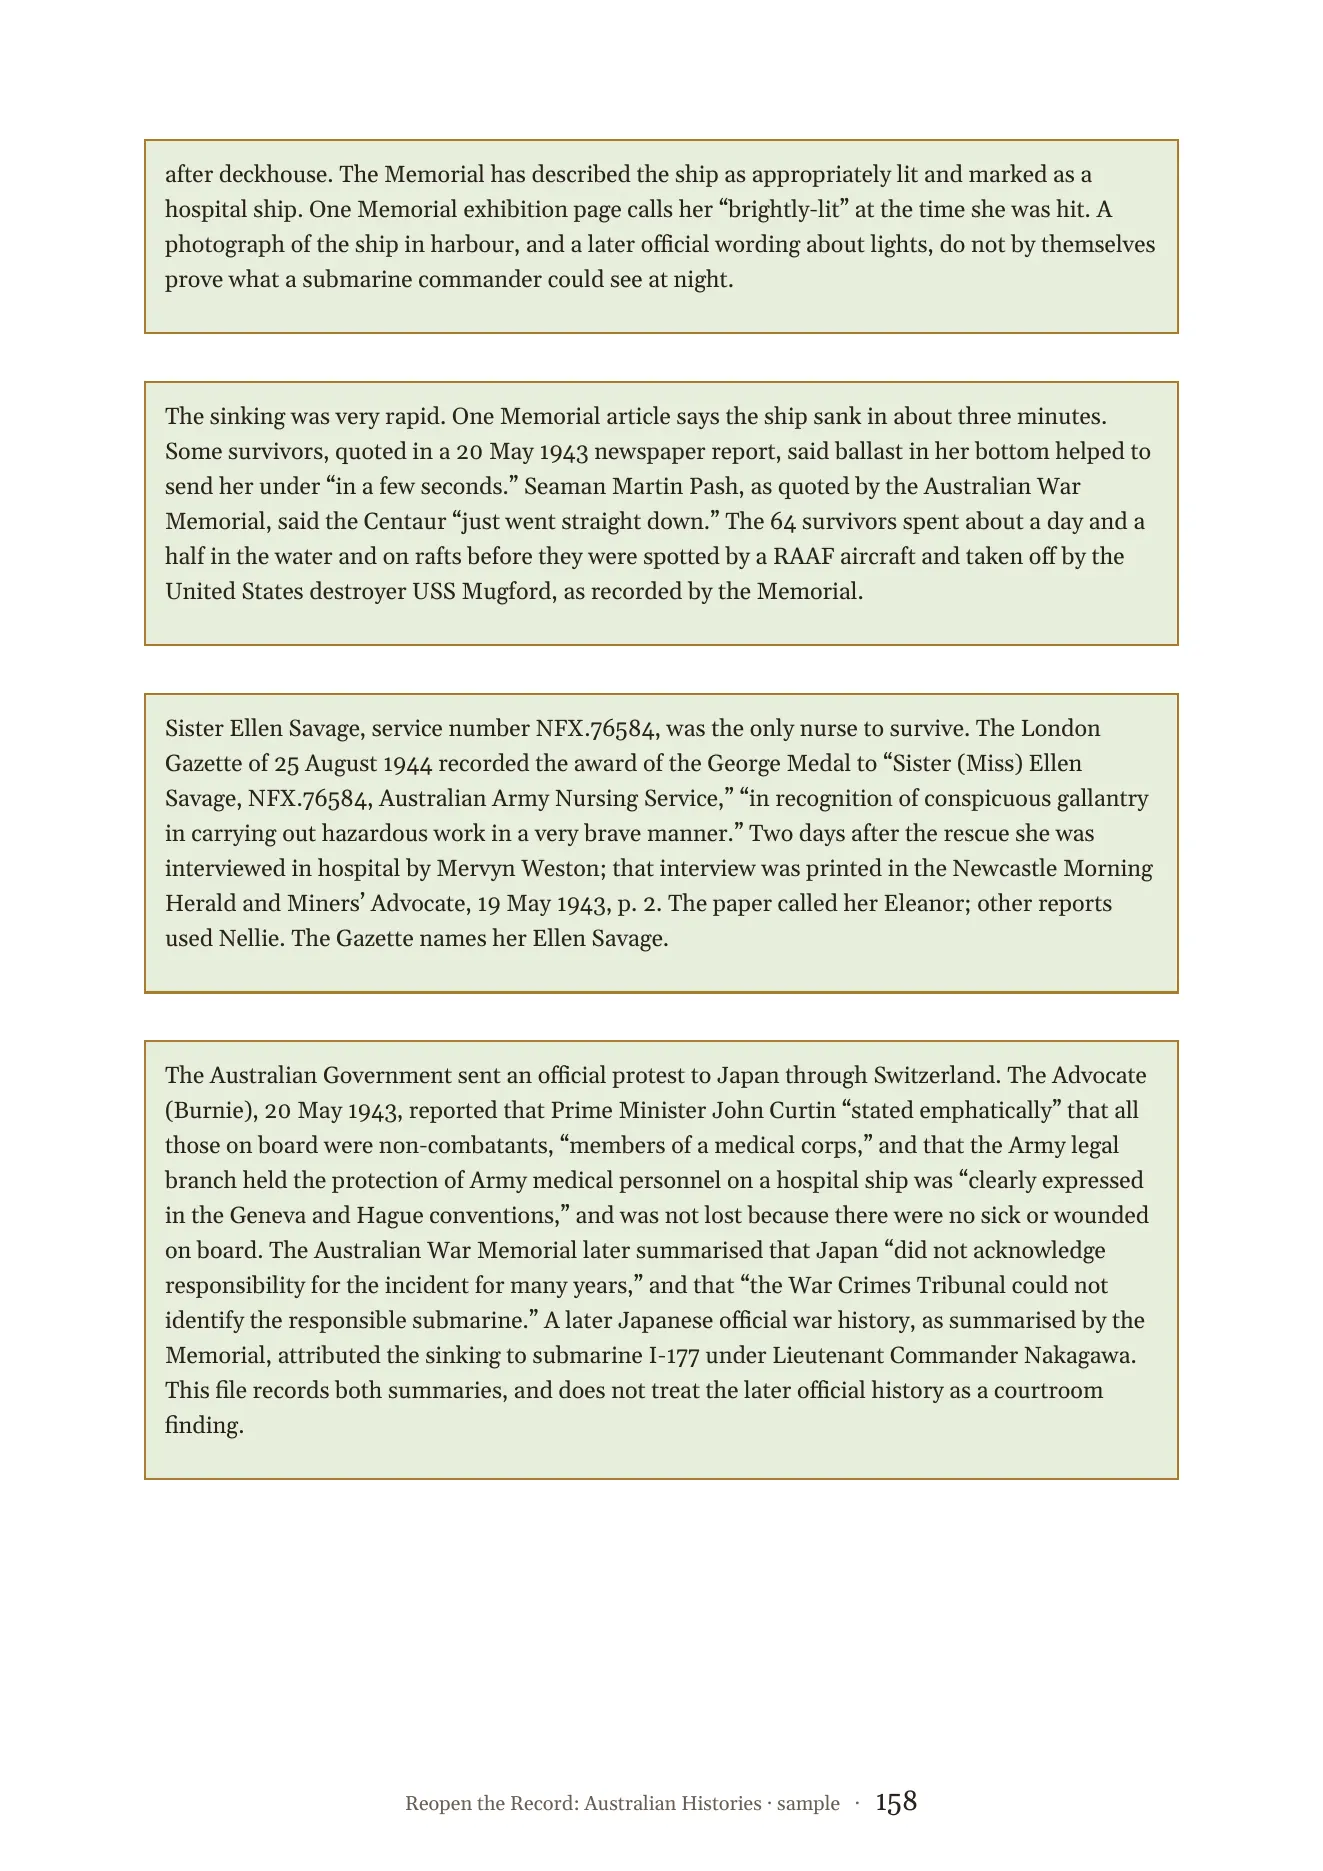 after deckhouse. The Memorial has described the ship as appropriately lit and marked as a
hospital ship. One Memorial exhibition page calls her “brightly-lit” at the time she was hit. A
photograph of the ship in harbour, and a later official wording about lights, do not by themselves
prove what a submarine commander could see at night.
The sinking was very rapid. One Memorial article says the ship sank in about three minutes.
Some survivors, quoted in a 20 May 1943 newspaper report, said ballast in her bottom helped to
send her under “in a few seconds.” Seaman Martin Pash, as quoted by the Australian War
Memorial, said the Centaur “just went straight down.” The 64 survivors spent about a day and a
half in the water and on rafts before they were spotted by a RAAF aircraft and taken off by the
United States destroyer USS Mugford, as recorded by the Memorial.
Sister Ellen Savage, service number NFX.76584, was the only nurse to survive. The London
Gazette of 25 August 1944 recorded the award of the George Medal to “Sister (Miss) Ellen
Savage, NFX.76584, Australian Army Nursing Service,” “in recognition of conspicuous gallantry
in carrying out hazardous work in a very brave manner.” Two days after the rescue she was
interviewed in hospital by Mervyn Weston; that interview was printed in the Newcastle Morning
Herald and Miners’ Advocate, 19 May 1943, p. 2. The paper called her Eleanor; other reports
used Nellie. The Gazette names her Ellen Savage.
The Australian Government sent an official protest to Japan through Switzerland. The Advocate
(Burnie), 20 May 1943, reported that Prime Minister John Curtin “stated emphatically” that all
those on board were non-combatants, “members of a medical corps,” and that the Army legal
branch held the protection of Army medical personnel on a hospital ship was “clearly expressed
in the Geneva and Hague conventions,” and was not lost because there were no sick or wounded
on board. The Australian War Memorial later summarised that Japan “did not acknowledge
responsibility for the incident for many years,” and that “the War Crimes Tribunal could not
identify the responsible submarine.” A later Japanese official war history, as summarised by the
Memorial, attributed the sinking to submarine I-177 under Lieutenant Commander Nakagawa.
This file records both summaries, and does not treat the later official history as a courtroom
finding.
Reopen the Record: Australian Histories · sample · 158